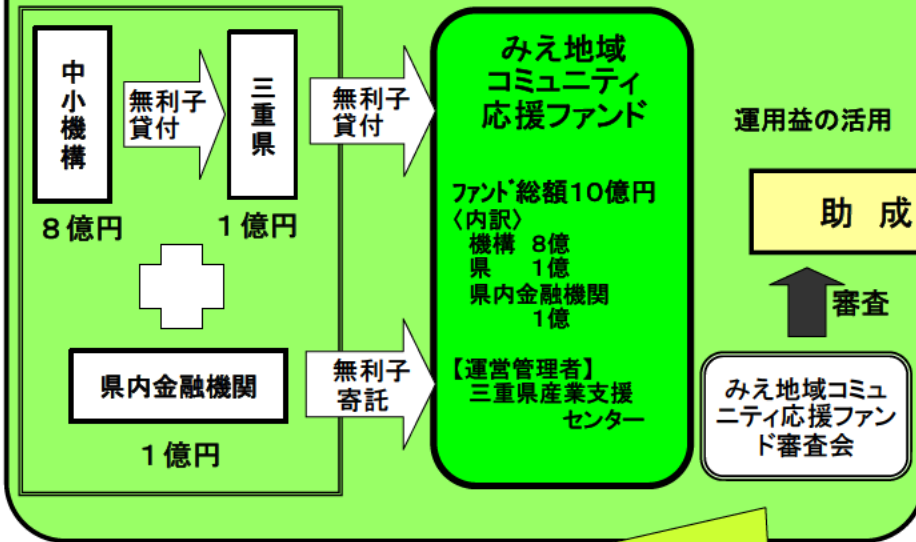 中小機構
無利子
貸付
三重県
無利子
貸付
8億円
1億円
県内金融機関
1億円
無利子
寄託
みえ地域
コミュニティ
応援ファンド
ファンド総額10億円
〈内訳〉
機構 8億
県 1億
県内金融機関
1億
【運営管理者】
三重県産業支援
センター
運用益の活用
助成
審査
みえ地域コミュ
ニティ応援ファン
ド審査会